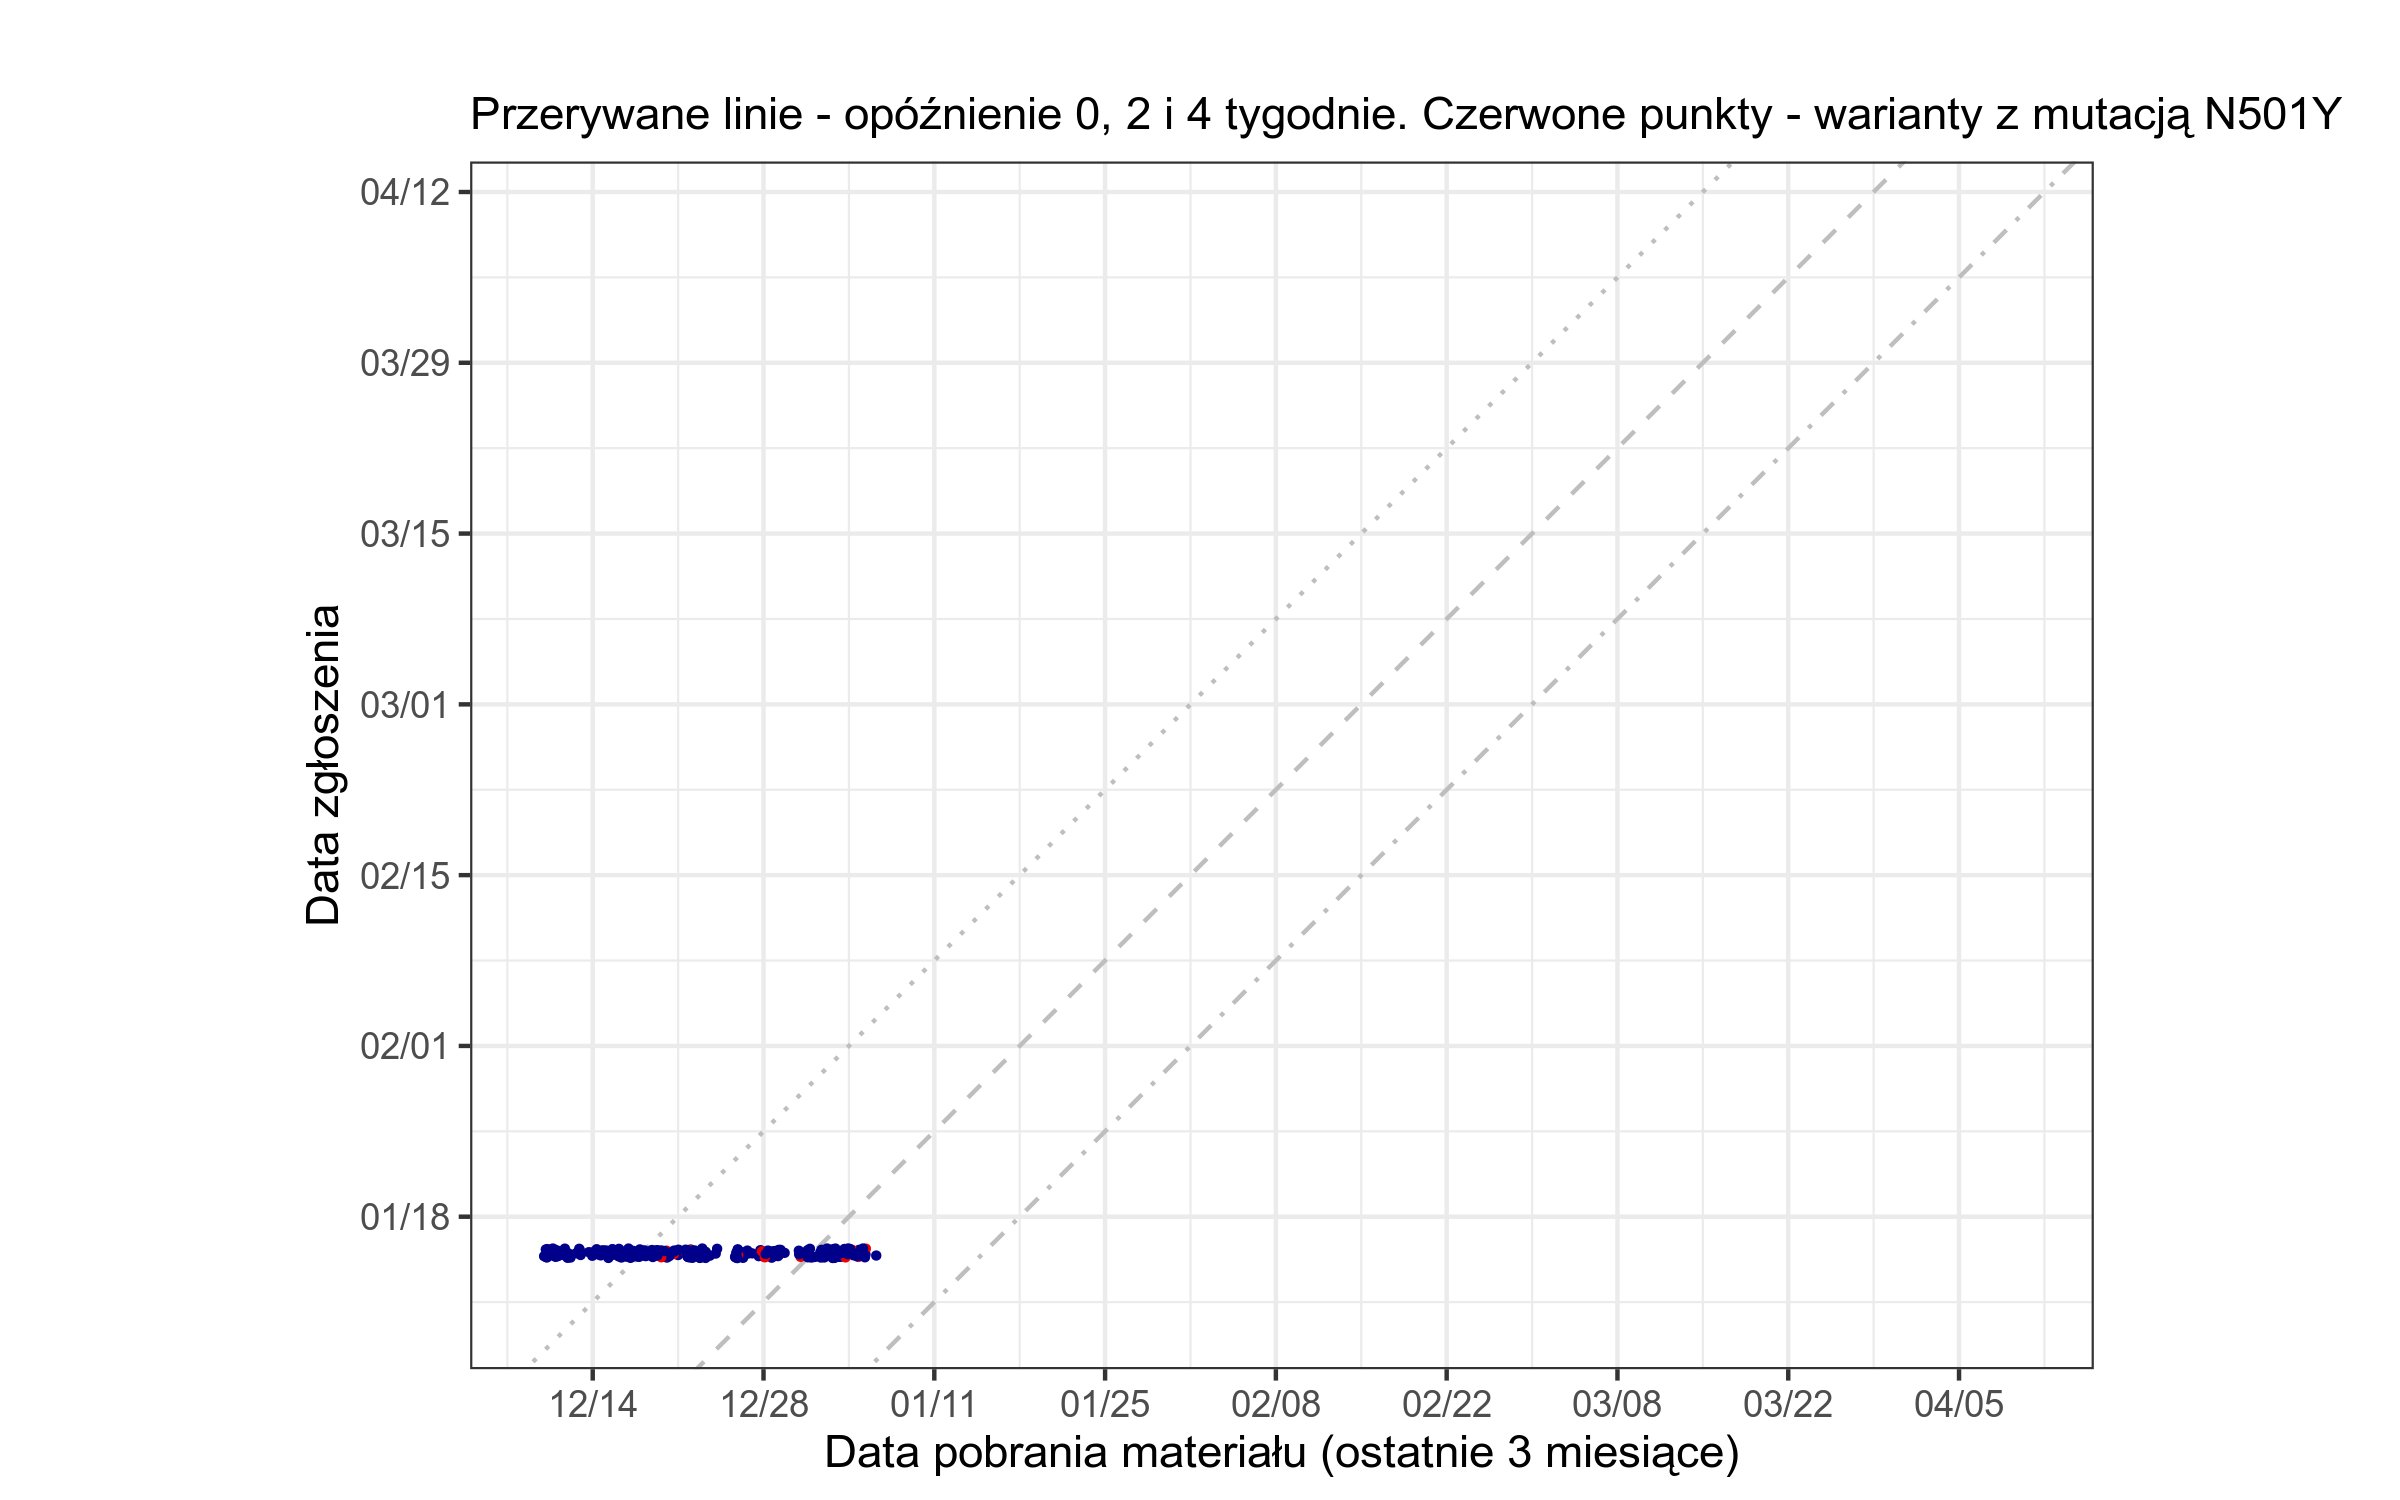 Przerywane linie - opóźnienie 0, 2 i 4 tygodnie. Czerwone punkty - warianty z mutacją N501Y
Data zgłoszenia
04/12
03/29
03/15
03/01
02/15
02/01
01/18
12/14 12/28 01/11 01/25 02/08 02/22 03/08 03/22 04/05
Data pobrania materiału (ostatnie 3 miesiące)